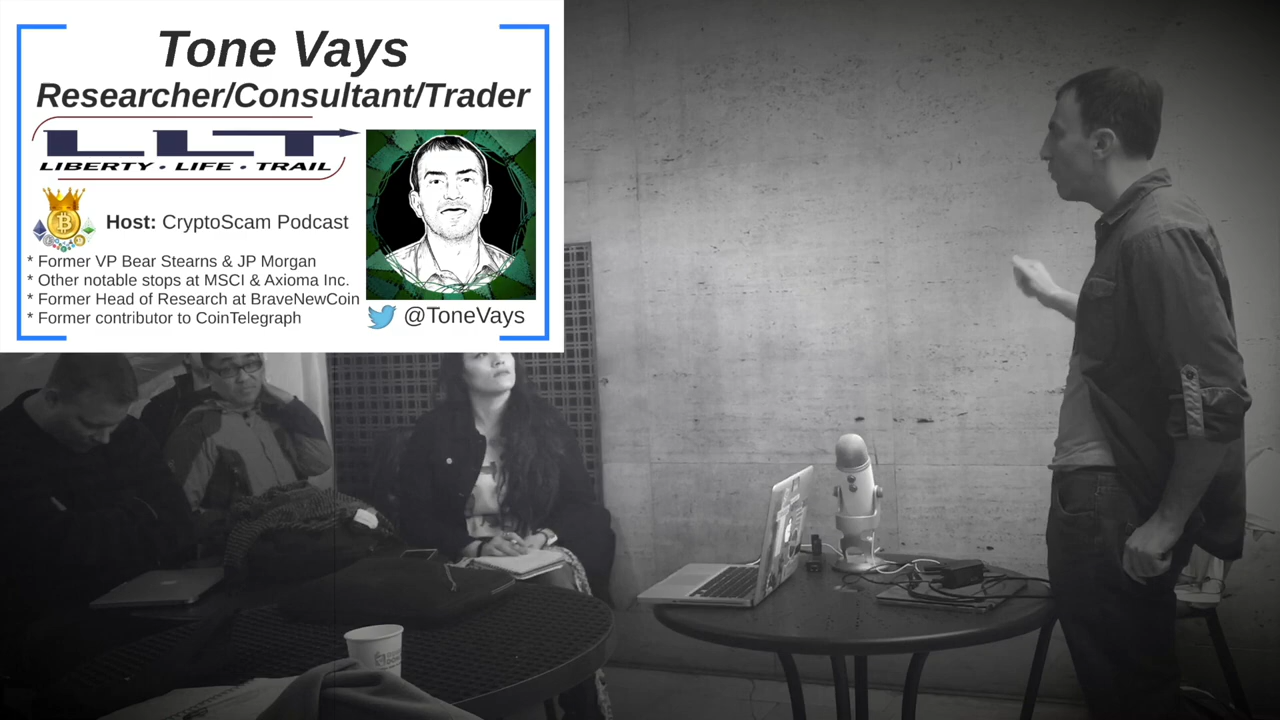 Tone Vays
Researcher/Consultant/Trader
LLT
LIBERTY • LIFE • TRAIL
Host: CryptoScam Podcast
* Former VP Bear Stearns & JP Morgan
* Other notable stops at MSCI & Axioma Inc.
* Former Head of Research at BraveNewCoin
* Former contributor to CoinTelegraph
@ToneVays